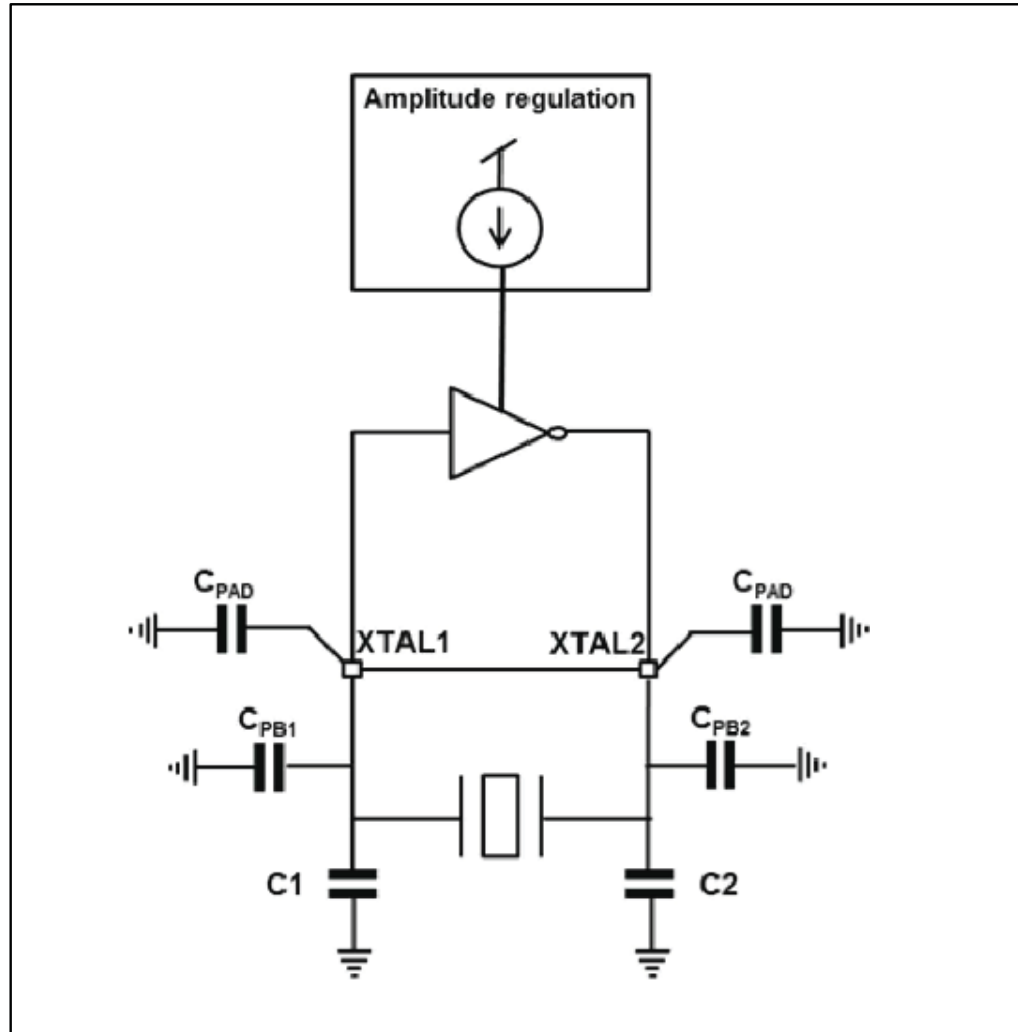 Amplitude regulation
CPAD
CPAD
XTAL1
XTAL2
CPB1
CPB2
C1
C2